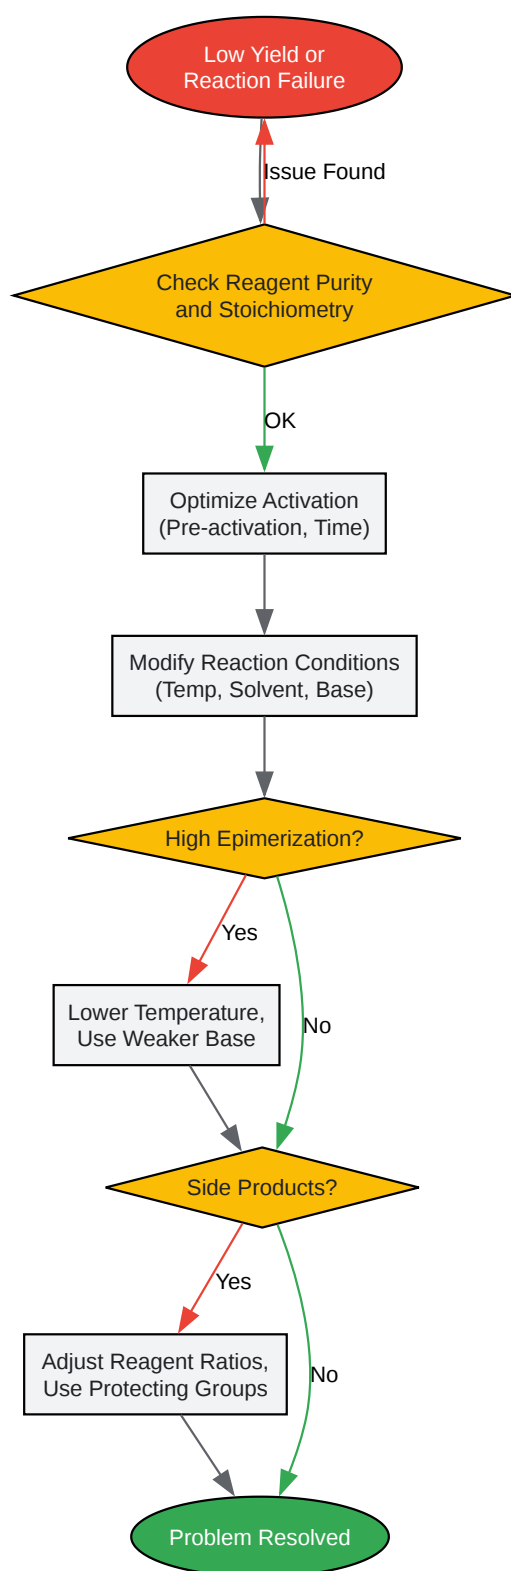 Low Yield or
Reaction Failure
Issue Found
Check Reagent Purity
and Stoichiometry
OK
Optimize Activation
(Pre-activation, Time)
Modify Reaction Conditions
(Temp, Solvent, Base)
High Epimerization?
Yes
Lower Temperature,
Use Weaker Base
No
Side Products?
Yes
Adjust Reagent Ratios,
Use Protecting Groups
No
Problem Resolved